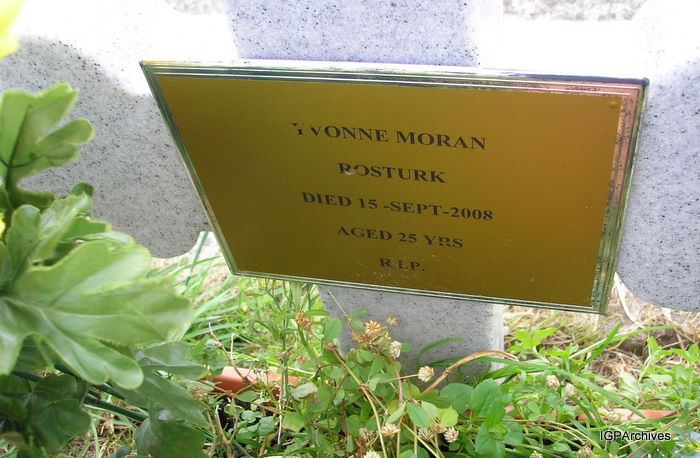 YVONNE MORAN
ROSTURK
DIED 15 -SEPT-2008
AGED 25 YRS
R.I.P.
IGPArchives